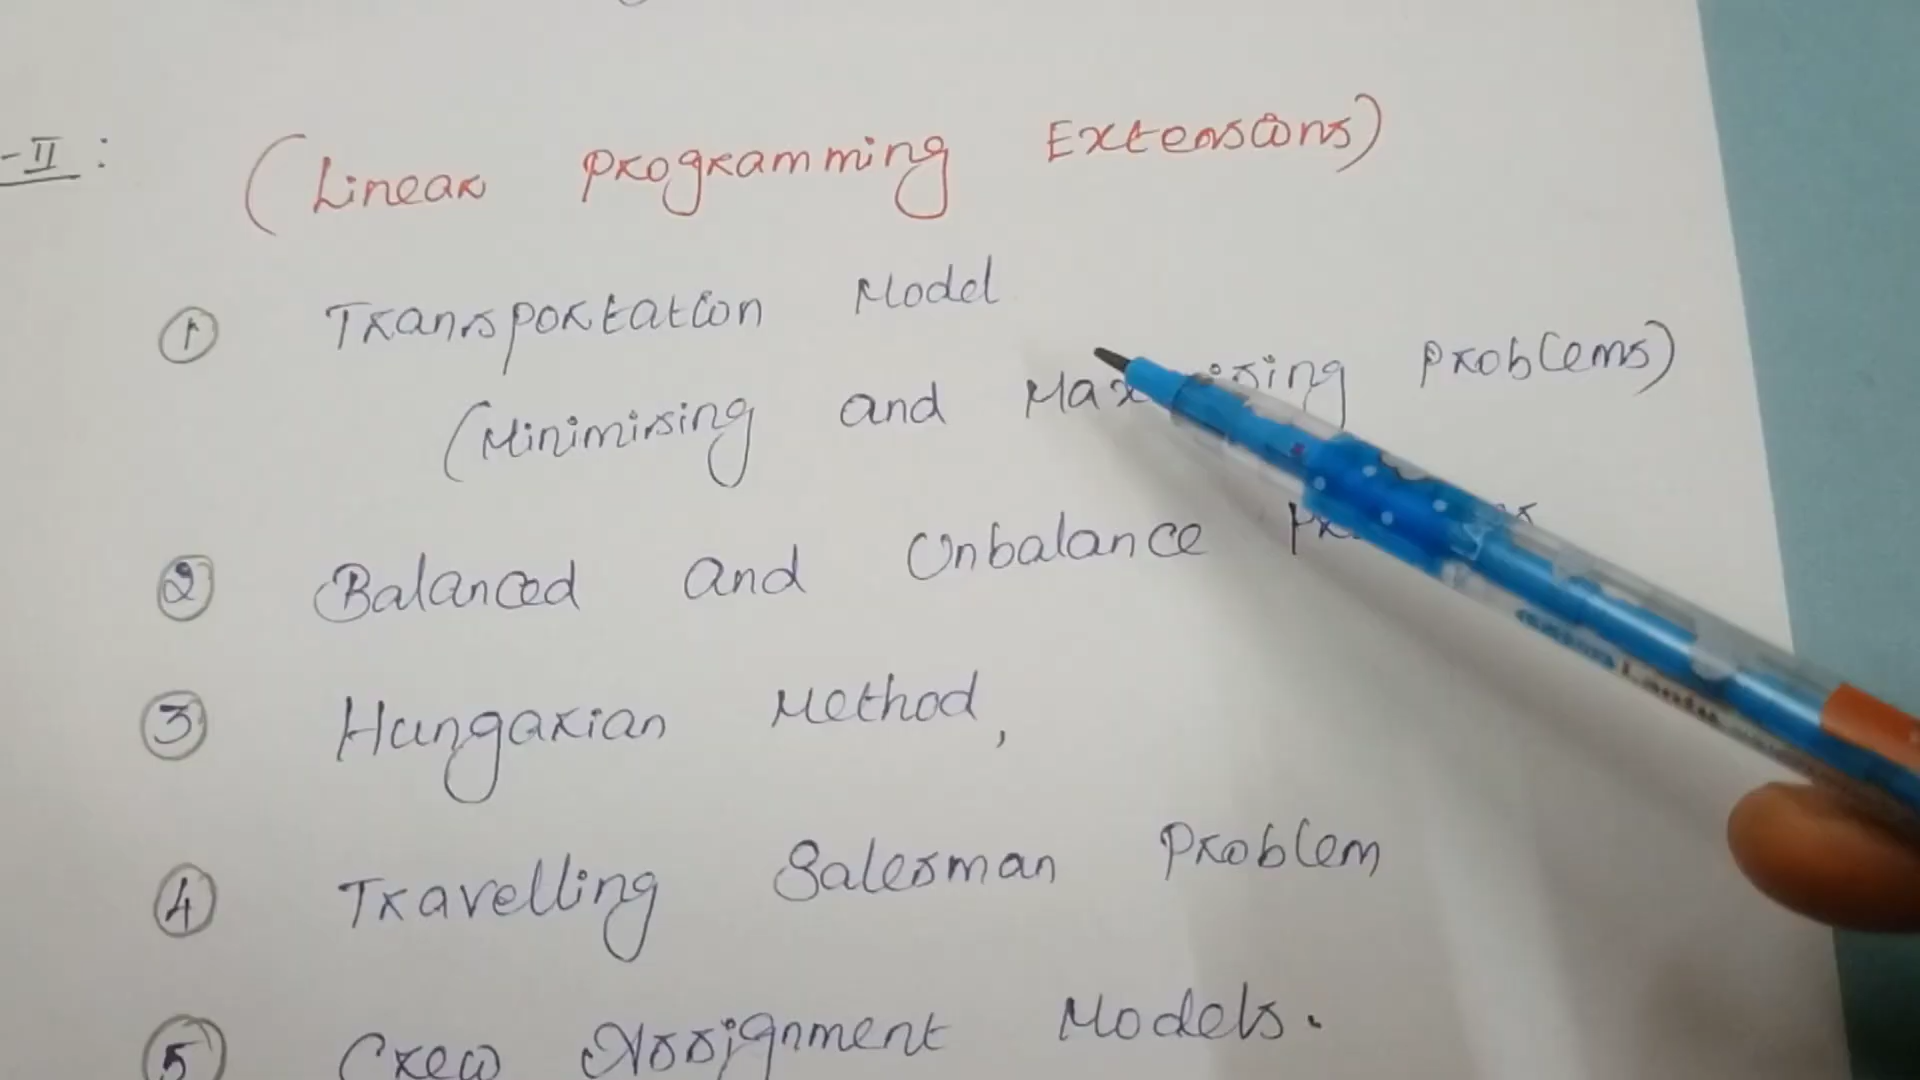 -II : (Linear Programming Extensions)
① Transportation Model
(Minimising and Maximising Problems)
② Balanced and Unbalance
③ Hungarian Method,
④ Travelling Salesman Problem
⑤ Crew Assignment Models.